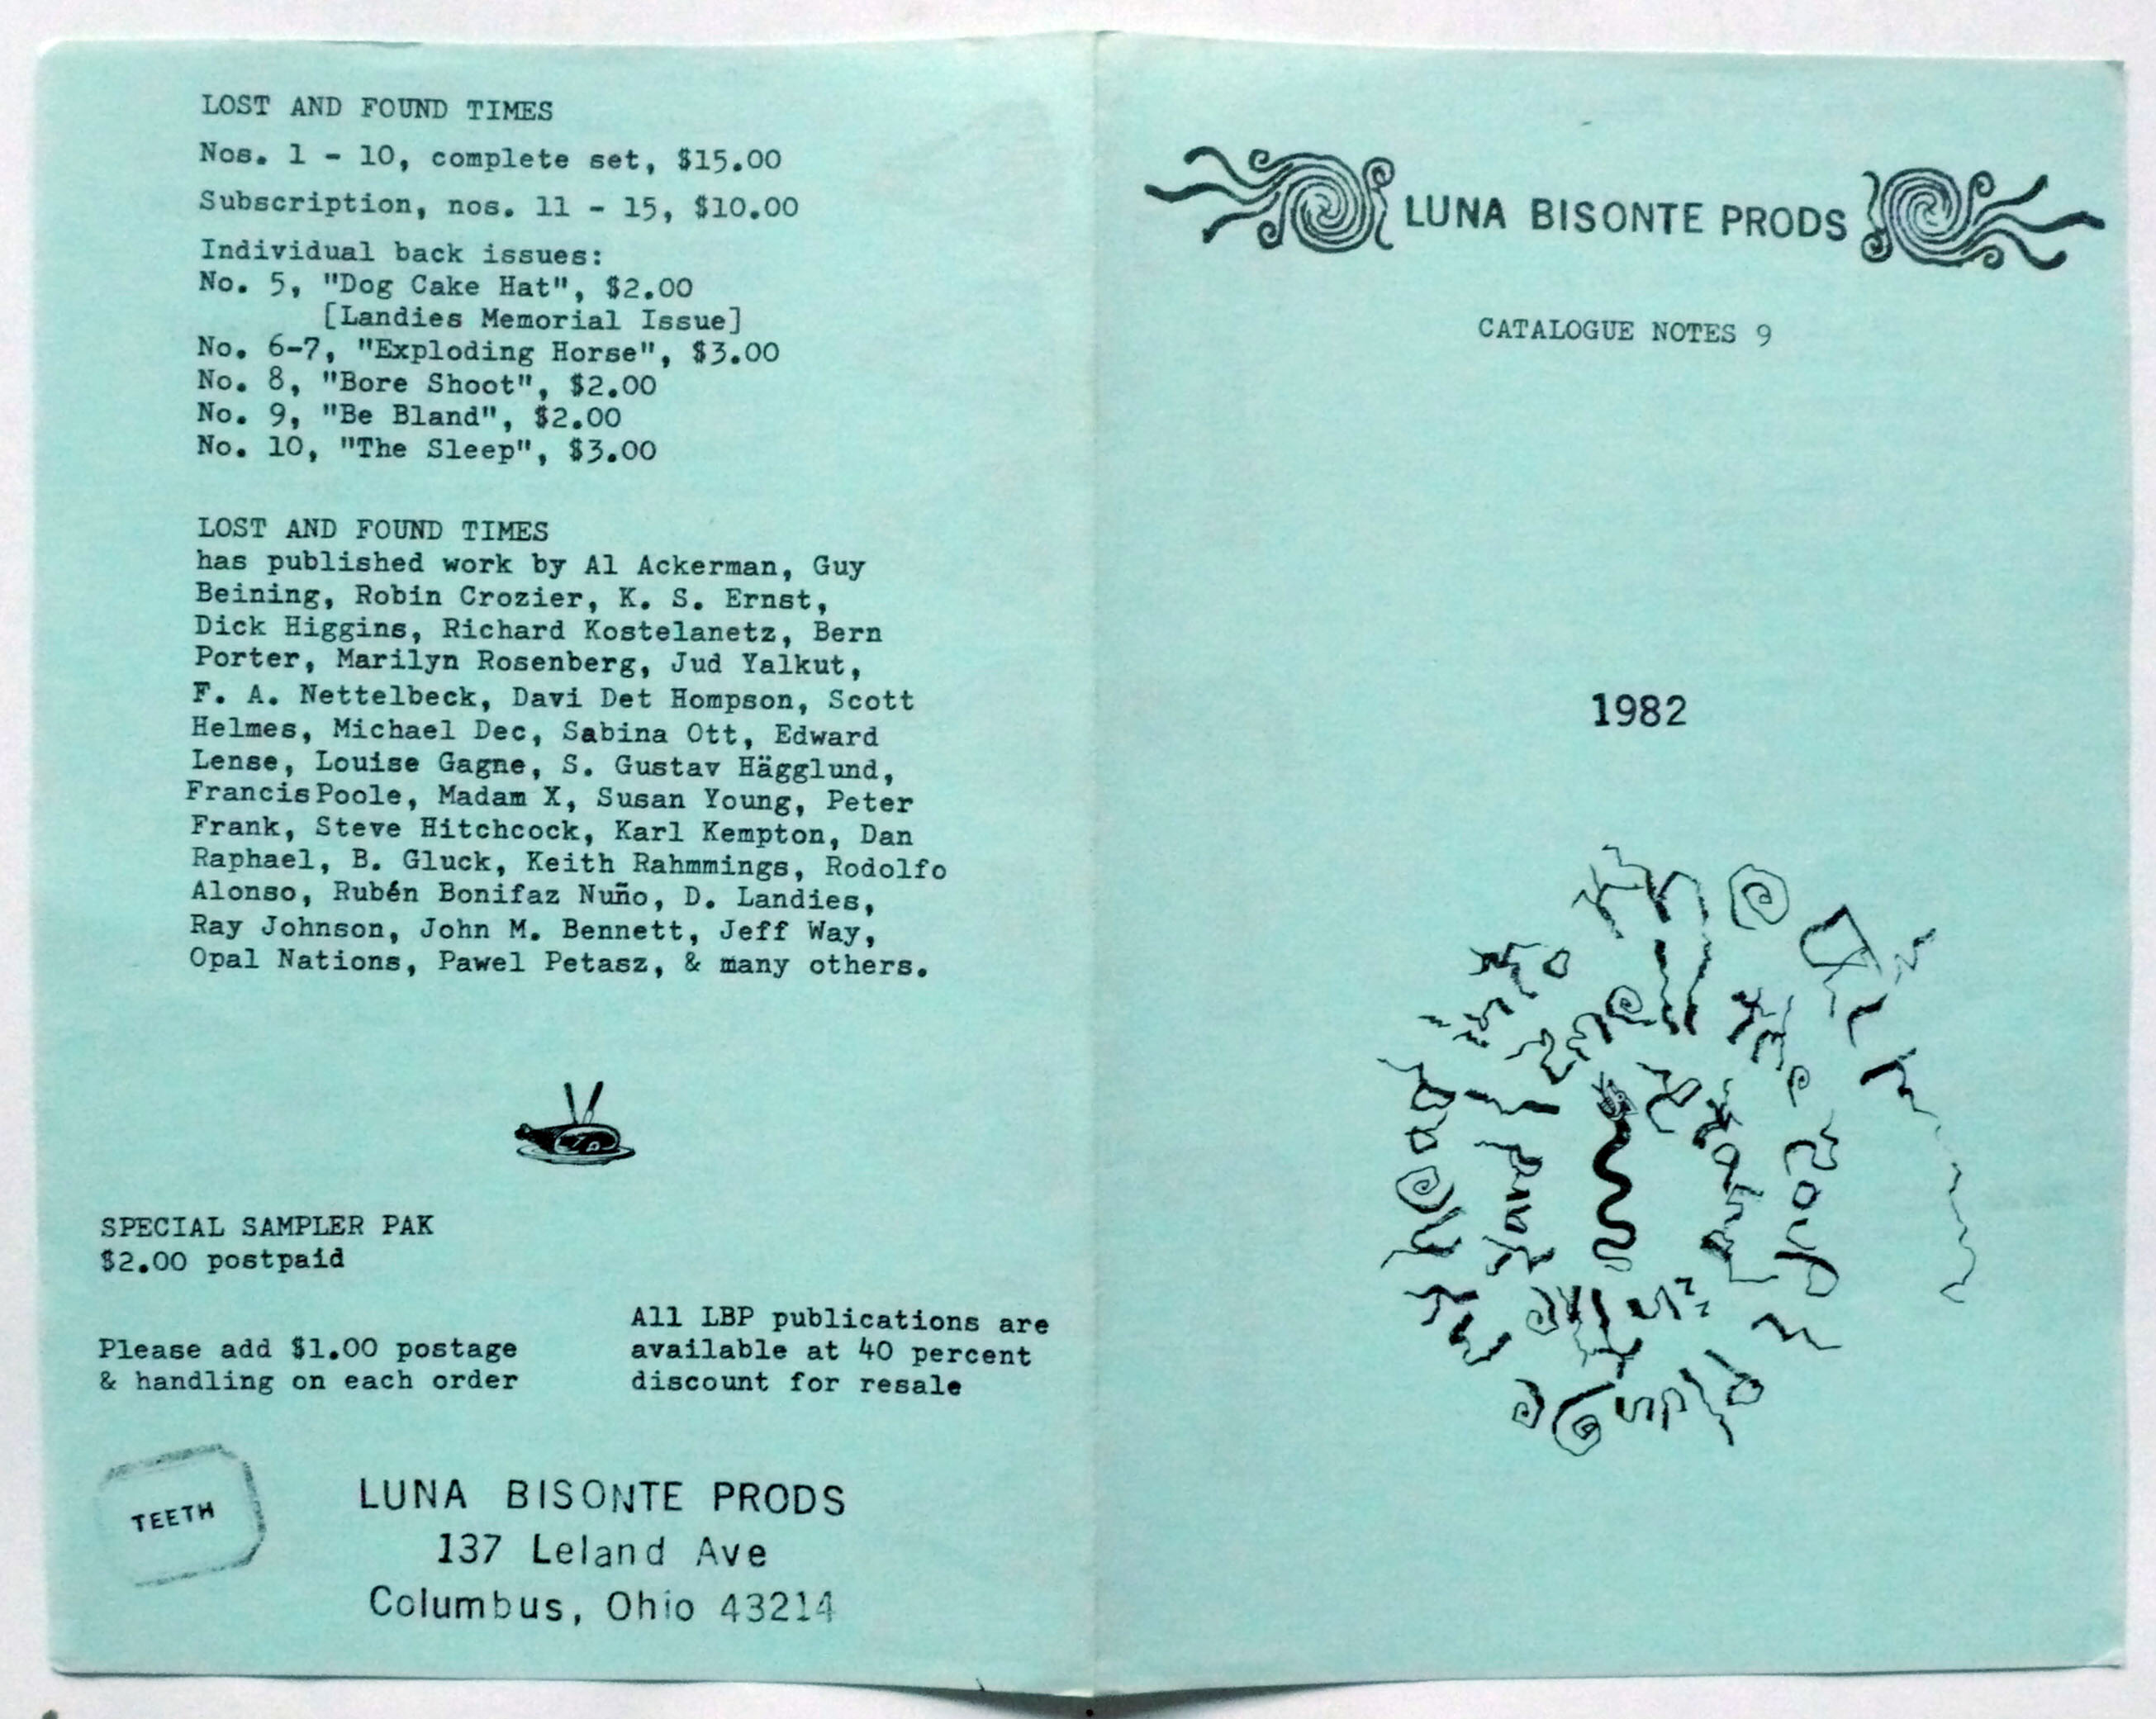 LOST AND FOUND TIMES
Nos. 1 - 10, complete set, $15.00
Subscription, nos. 11 - 15, $10.00
Individual back issues:
No. 5, "Dog Cake Hat", $2.00
[Landies Memorial Issue]
No. 6-7, "Exploding Horse", $3.00
No. 8, "Bore Shoot", $2.00
No. 9, "Be Bland", $2.00
No. 10, "The Sleep", $3.00
LOST AND FOUND TIMES
has published work by Al Ackerman, Guy
Beining, Robin Crozier, K. S. Ernst,
Dick Higgins, Richard Kostelanetz, Bern
Porter, Marilyn Rosenberg, Jud Yalkut,
F. A. Nettelbeck, Davi Det Hompson, Scott
Helmes, Michael Dec, Sabina Ott, Edward
Lense, Louise Gagne, S. Gustav Hägglund,
Francis Poole, Madam X, Susan Young, Peter
Frank, Steve Hitchcock, Karl Kempton, Dan
Raphael, B. Gluck, Keith Rahmmings, Rodolfo
Alonso, Rubén Bonifaz Nuño, D. Landies,
Ray Johnson, John M. Bennett, Jeff Way,
Opal Nations, Pawel Petasz, & many others.
SPECIAL SAMPLER PAK
$2.00 postpaid
Please add $1.00 postage
& handling on each order
All LBP publications are
available at 40 percent
discount for resale
TEETH
LUNA BISONTE PRODS
137 Leland Ave
Columbus, Ohio 43214
LUNA BISONTE PRODS
CATALOGUE NOTES 9
1982